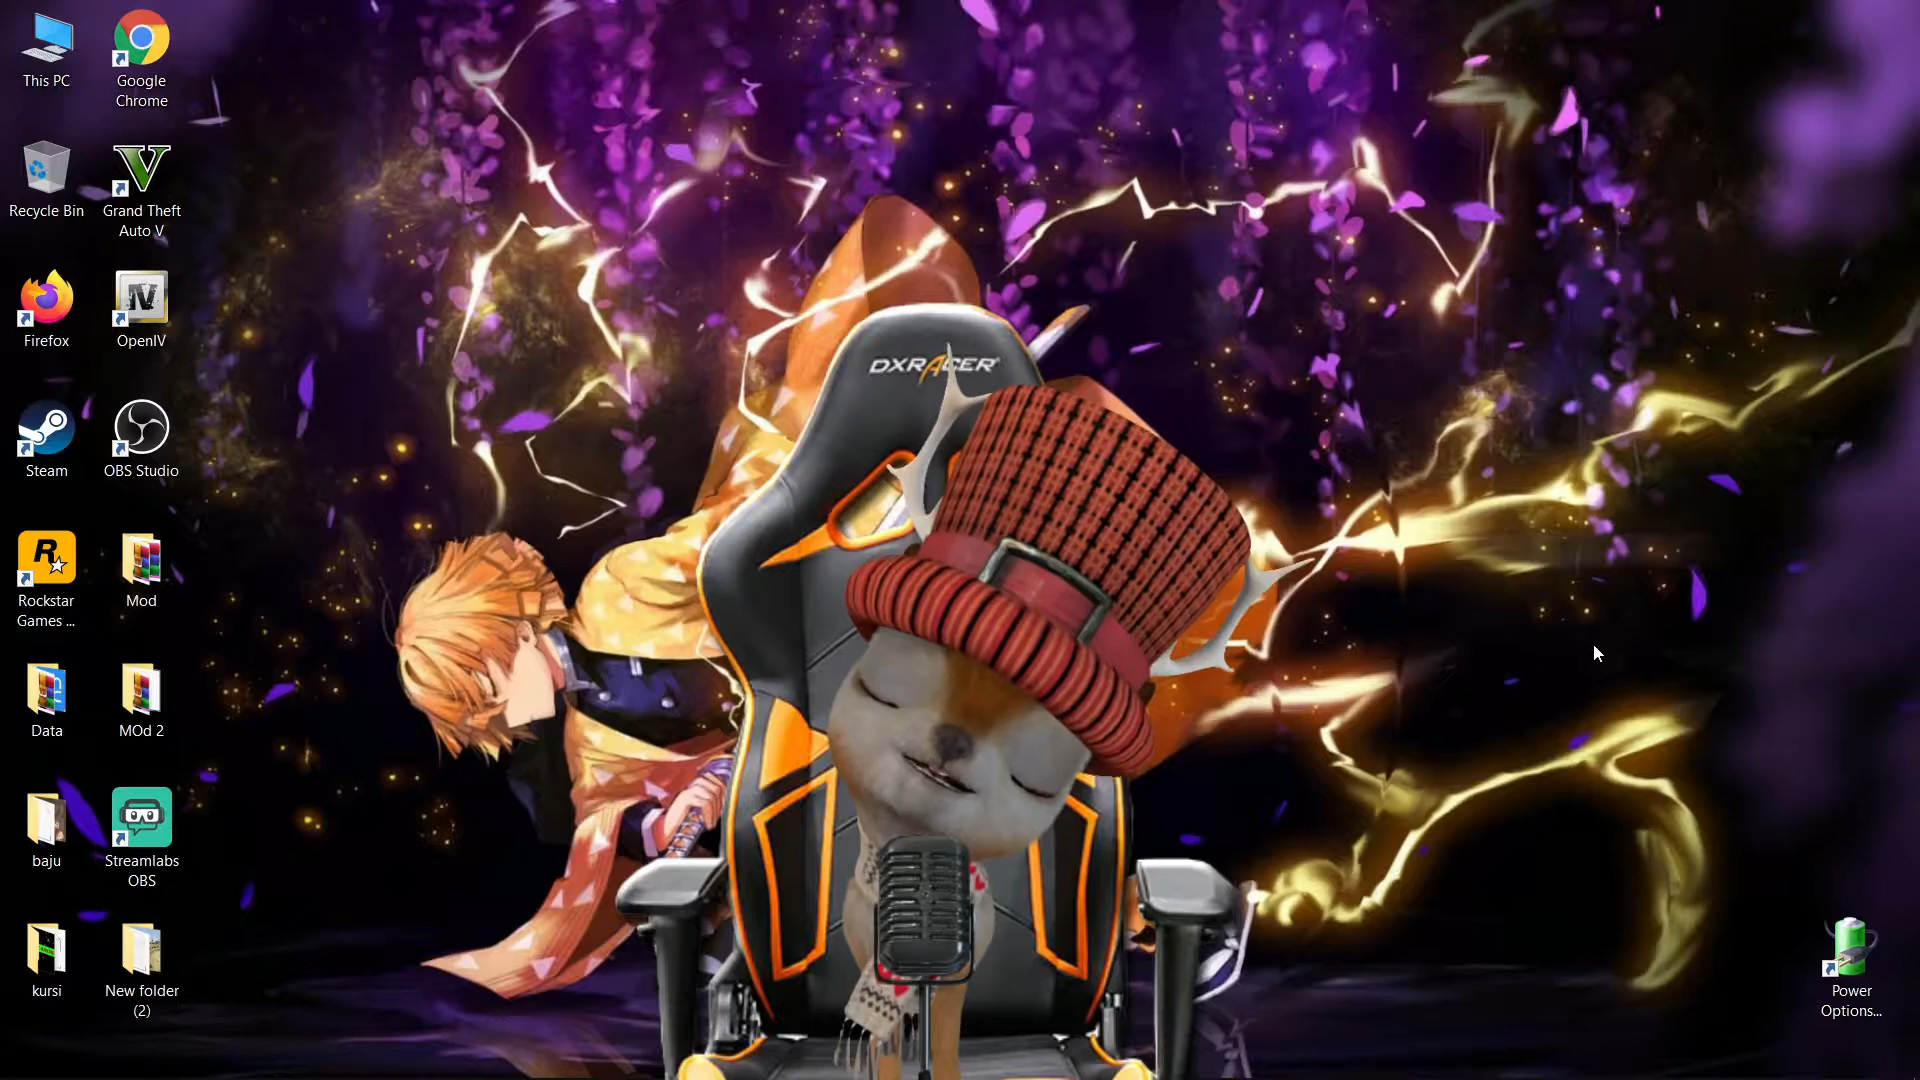 This PC
Google
Chrome
Recycle Bin
Grand Theft
Auto V
Firefox
OpenIV
Steam
OBS Studio
Rockstar
Games ...
Mod
Data
MOd 2
baju
Streamlabs
OBS
kursi
New folder
(2)
DXRACER
Power
Options...